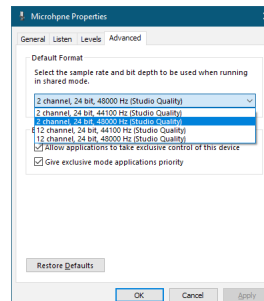 Microhpne Properties
General Listen Levels Advanced
Default Format
Select the sample rate and bit depth to be used when running
in shared mode.
2 channel, 24 bit, 48000 Hz (Studio Quality)
2 channel, 24 bit, 44100 Hz (Studio Quality)
2 channel, 24 bit, 48000 Hz (Studio Quality)
12 channel, 24 bit, 44100 Hz (Studio Quality)
12 channel, 24 bit, 48000 Hz (Studio Quality)
Allow applications to take exclusive control of this device
Give exclusive mode applications priority
Restore Defaults
OK Cancel Apply